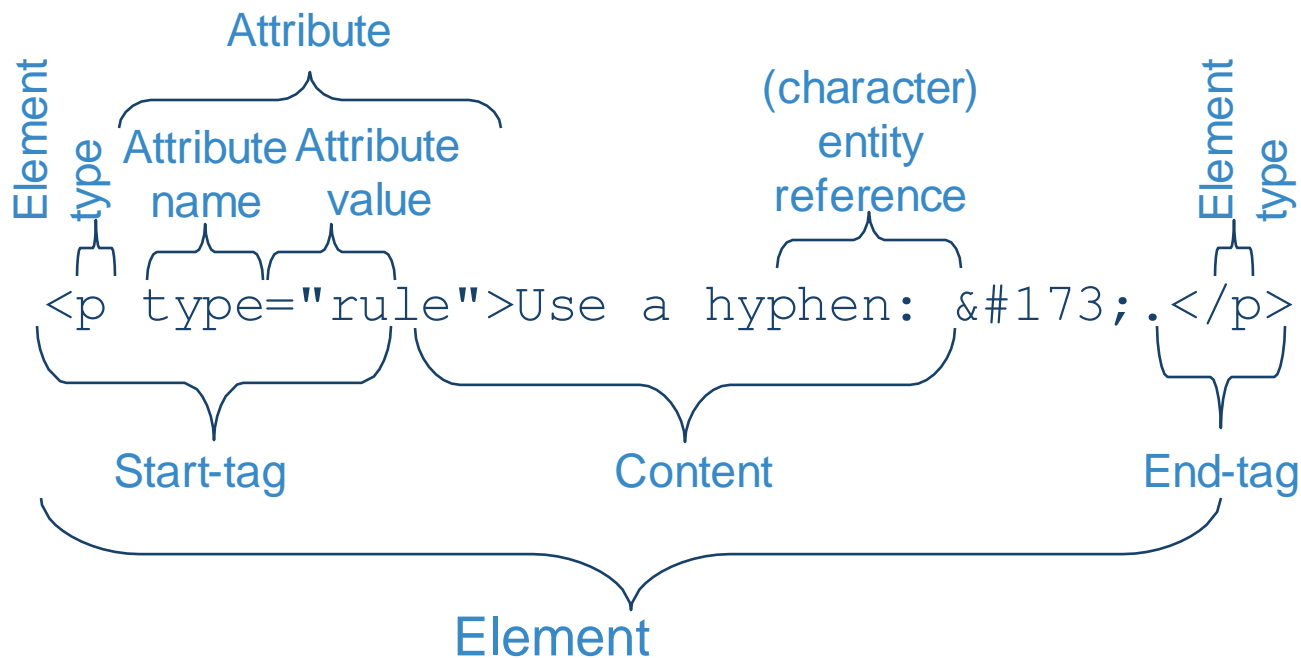 Attribute
Element type
Attribute name
Attribute value
(character)
entity
reference
Element type
<p type="rule">Use a hyphen: &#173;.</p>
Start-tag
Content
End-tag
Element